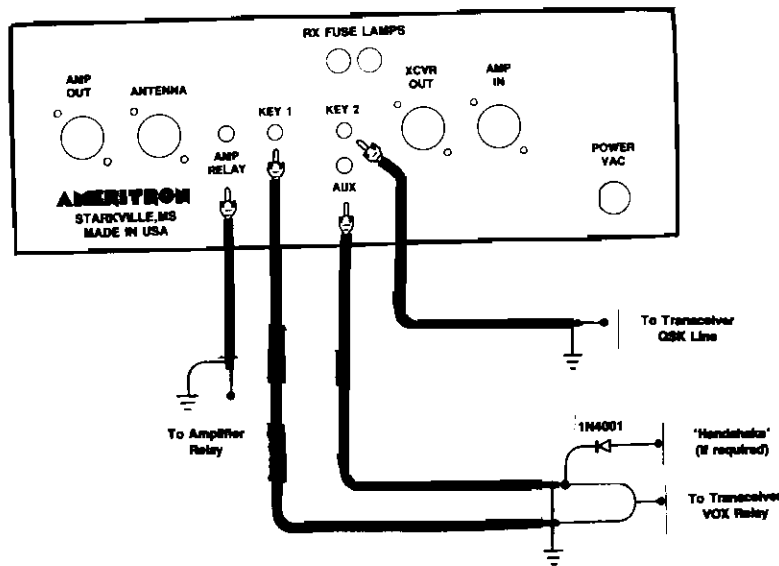 RX FUSE LAMPS
AMP
OUT
ANTENNA
KEY 1
KEY 2
XCVR
OUT
AMP
IN
AMP
RELAY
AUX
POWER
VAC
AMERITRON
STARKVILLE, MS
MADE IN USA
To Transceiver
QSK Line
To Amplifier
Relay
1N4001
'Handshake'
(if required)
To Transceiver
VOX Relay